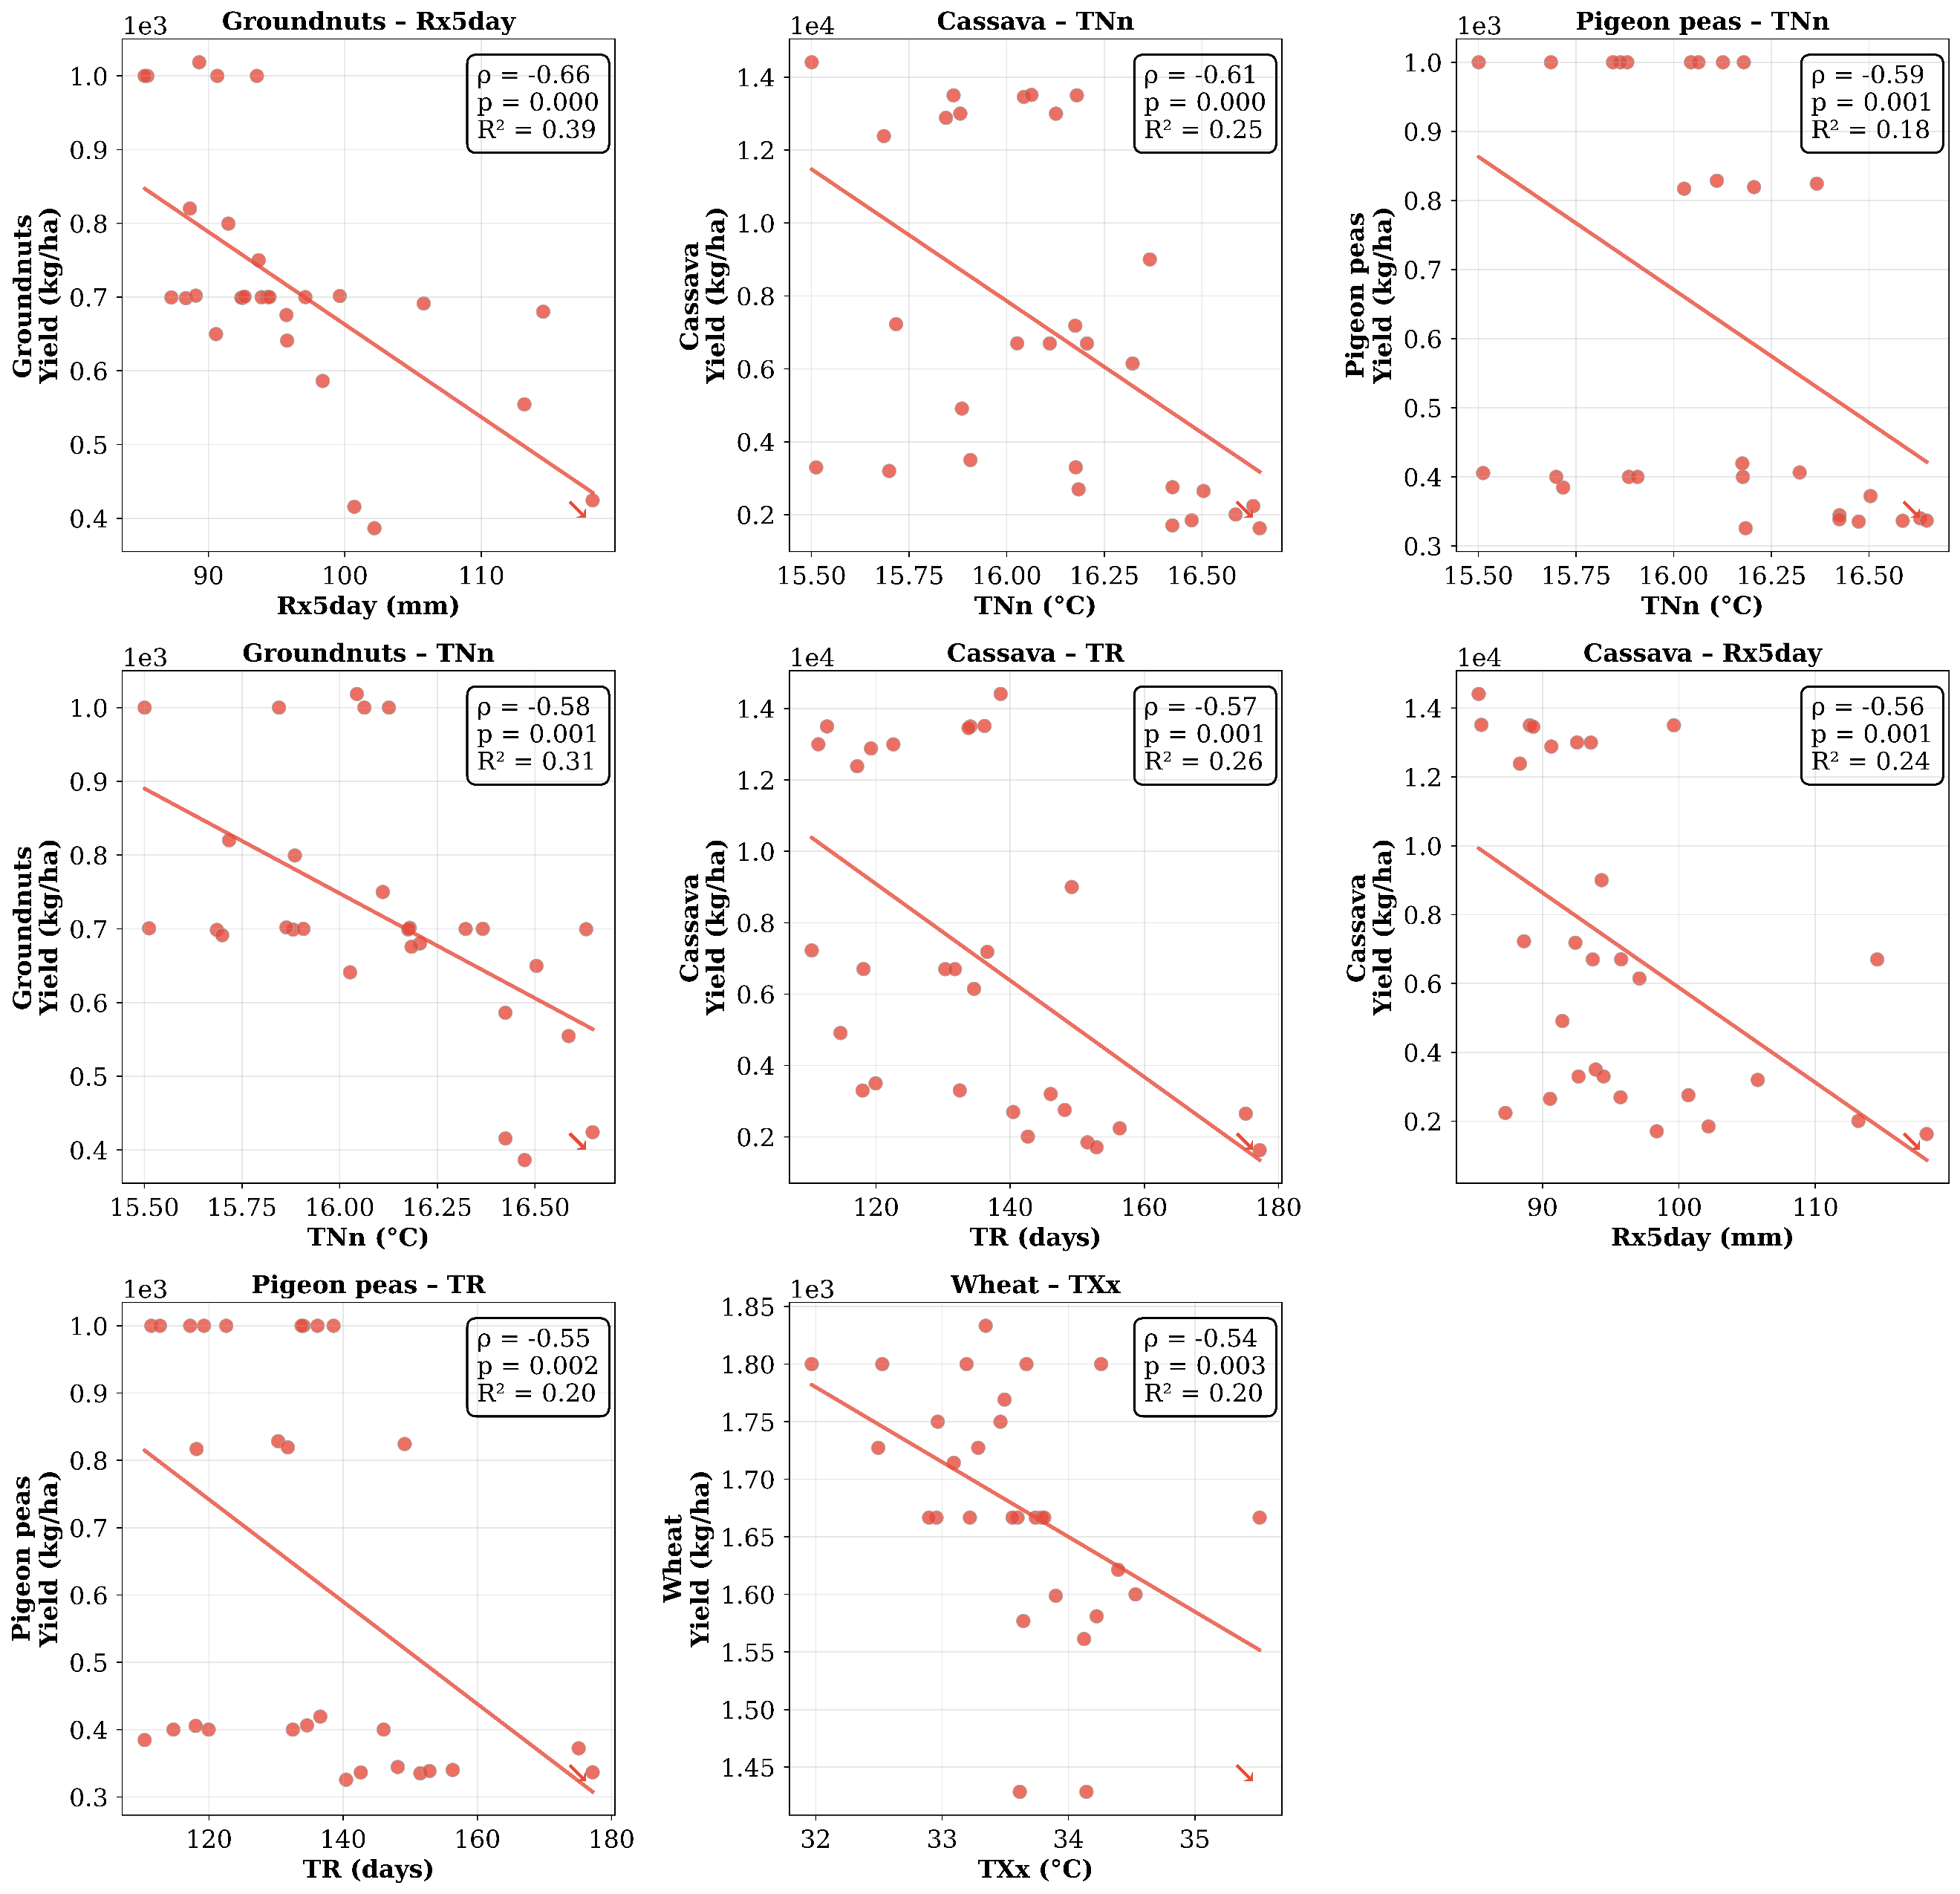 1e3
Groundnuts – Rx5day
ρ = -0.66
p = 0.000
R² = 0.39
1.0
0.9
0.8
0.7
0.6
0.5
0.4
Groundnuts
Yield (kg/ha)
90
100
110
Rx5day (mm)
1e4
Cassava – TNn
ρ = -0.61
p = 0.000
R² = 0.25
1.4
1.2
1.0
0.8
0.6
0.4
0.2
Cassava
Yield (kg/ha)
15.50
15.75
16.00
16.25
16.50
TNn (°C)
1e3
Pigeon peas – TNn
ρ = -0.59
p = 0.001
R² = 0.18
1.0
0.9
0.8
0.7
0.6
0.5
0.4
0.3
Pigeon peas
Yield (kg/ha)
15.50
15.75
16.00
16.25
16.50
TNn (°C)
1e3
Groundnuts – TNn
ρ = -0.58
p = 0.001
R² = 0.31
1.0
0.9
0.8
0.7
0.6
0.5
0.4
Groundnuts
Yield (kg/ha)
15.50
15.75
16.00
16.25
16.50
TNn (°C)
1e4
Cassava – TR
ρ = -0.57
p = 0.001
R² = 0.26
1.4
1.2
1.0
0.8
0.6
0.4
0.2
Cassava
Yield (kg/ha)
120
140
160
180
TR (days)
1e4
Cassava – Rx5day
ρ = -0.56
p = 0.001
R² = 0.24
1.4
1.2
1.0
0.8
0.6
0.4
0.2
Cassava
Yield (kg/ha)
90
100
110
Rx5day (mm)
1e3
Pigeon peas – TR
ρ = -0.55
p = 0.002
R² = 0.20
1.0
0.9
0.8
0.7
0.6
0.5
0.4
0.3
Pigeon peas
Yield (kg/ha)
120
140
160
180
TR (days)
1e3
Wheat – TXx
ρ = -0.54
p = 0.003
R² = 0.20
1.85
1.80
1.75
1.70
1.65
1.60
1.55
1.50
1.45
Wheat
Yield (kg/ha)
32
33
34
35
TXx (°C)